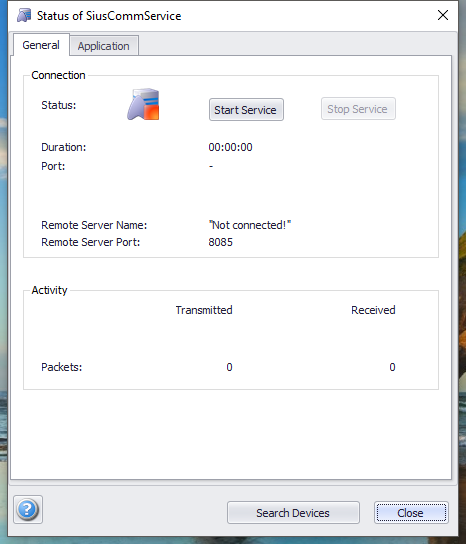 Status of SiusCommService
General Application
Connection
Status: Start Service Stop Service
Duration: 00:00:00
Port: -
Remote Server Name: "Not connected!"
Remote Server Port: 8085
Activity
Transmitted Received
Packets: 0 0
? Search Devices Close